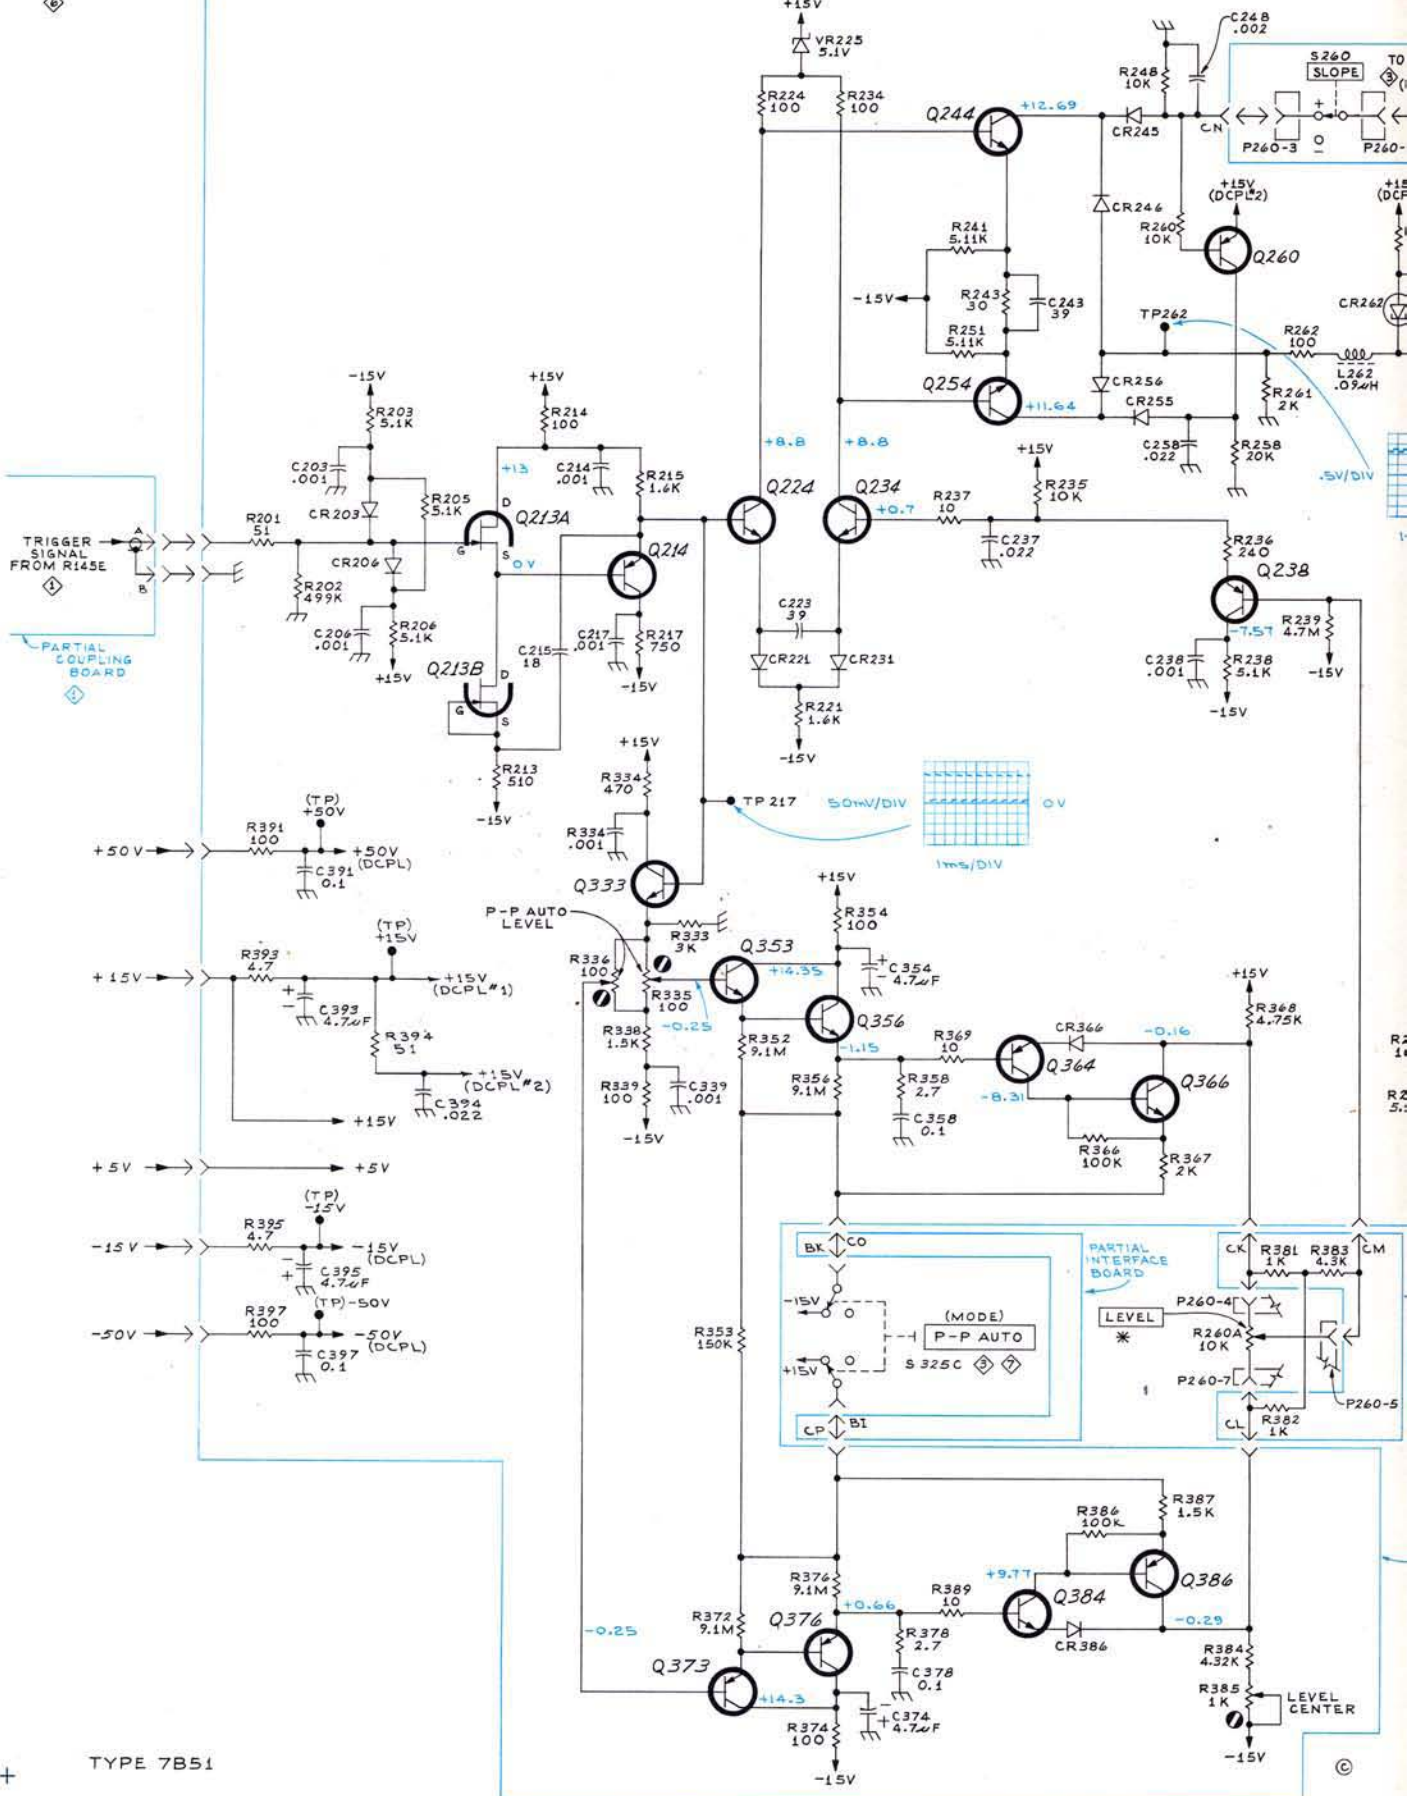 6
+15V
VR225
5.1V
C248
.002
S260
SLOPE
TO
3
R248
10K
R224
100
R234
100
Q244
+12.69
CR245
CN
+
P260-3
O
−
P260-
+15V
(DCPL#2)
+15
(DCP
CR246
R260
10K
Q260
R241
5.11K
-15V
R243
30
C243
39
R251
5.11K
TP262
CR262
R262
100
L262
.09uH
Q254
+11.64
CR256
CR255
R261
2K
-15V
R203
5.1K
+15V
R214
100
C203
.001
+13
C214
.001
R215
1.6K
+8.8
+8.8
C258
.022
R258
20K
.5V/DIV
+15V
R235
10K
CR203
R205
5.1K
Q213A
D
G
S
Q224
Q234
+0.7
R237
10
R201
51
A
TRIGGER
SIGNAL
FROM R145E
1
B
CR206
0V
Q214
C237
.022
R236
240
Q238
R202
499K
C206
.001
R206
5.1K
+15V
Q213B
D
G
S
C215
18
C217
.001
R217
750
-15V
C223
39
CR221
CR231
-7.57
R239
4.7M
-15V
C238
.001
R238
5.1K
-15V
PARTIAL
COUPLING
BOARD
1
R221
1.6K
-15V
R213
510
-15V
+15V
R334
470
R334
.001
TP 217
50mV/DIV
0V
1ms/DIV
(TP)
+50V
R391
100
+50V
+50V
(DCPL)
C391
0.1
Q333
P-P AUTO
LEVEL
R333
3K
+15V
R354
100
(TP)
+15V
R393
4.7
+15V
+15V
(DCPL#1)
+
−
C393
4.7uF
R394
51
+15V
(DCPL#2)
C394
.022
+15V
R336
100
R335
100
-0.25
Q353
+14.35
+
C354
4.7uF
Q356
-1.15
R338
1.5K
R352
9.1M
R339
100
C339
.001
-15V
R356
9.1M
R358
2.7
C358
0.1
R369
10
CR366
Q364
-8.31
-0.16
Q366
R366
100K
R367
2K
+15V
R368
4.75K
+5V
+5V
(TP)
-15V
R395
4.7
-15V
-15V
(DCPL)
−
+
C395
4.7uF
(TP)-50V
R397
100
-50V
-50V
(DCPL)
C397
0.1
BK
CO
PARTIAL
INTERFACE
BOARD
CK
R381
1K
R383
4.3K
CM
-15V
(MODE)
P-P AUTO
+15V
S325C
3
7
LEVEL
*
P260-4
R260A
10K
P260-7
P260-5
R353
150K
CP
BI
CL
R382
1K
R387
1.5K
R386
100K
+9.77
Q386
Q384
R376
9.1M
+0.66
R389
10
CR386
-0.29
R372
9.1M
Q376
R378
2.7
C378
0.1
-0.25
Q373
+14.3
−
+
C374
4.7uF
R374
100
-15V
R384
4.32K
R385
1K
LEVEL
CENTER
-15V
TYPE 7B51
©
+